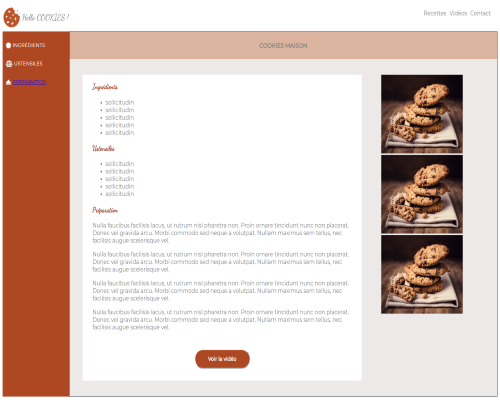 Hello COOKIES !
Recettes Vidéos Contact
INGRÉDIENTS
USTENSILES
PRÉPARATION
COOKIES MAISON
Ingrédients
• sollicitudin
• sollicitudin
• sollicitudin
• sollicitudin
• sollicitudin
Ustensiles
• sollicitudin
• sollicitudin
• sollicitudin
• sollicitudin
• sollicitudin
Préparation
Nulla faucibus facilisis lacus, ut rutrum nisl pharetra non. Proin ornare tincidunt nunc non placerat.
Donec vel gravida arcu. Morbi commodo sed neque a volutpat. Nullam maximus sem tellus, nec
facilisis augue scelerisque vel.
Nulla faucibus facilisis lacus, ut rutrum nisl pharetra non. Proin ornare tincidunt nunc non placerat.
Donec vel gravida arcu. Morbi commodo sed neque a volutpat. Nullam maximus sem tellus, nec
facilisis augue scelerisque vel.
Nulla faucibus facilisis lacus, ut rutrum nisl pharetra non. Proin ornare tincidunt nunc non placerat.
Donec vel gravida arcu. Morbi commodo sed neque a volutpat. Nullam maximus sem tellus, nec
facilisis augue scelerisque vel.
Nulla faucibus facilisis lacus, ut rutrum nisl pharetra non. Proin ornare tincidunt nunc non placerat.
Donec vel gravida arcu. Morbi commodo sed neque a volutpat. Nullam maximus sem tellus, nec
facilisis augue scelerisque vel.
Voir la vidéo